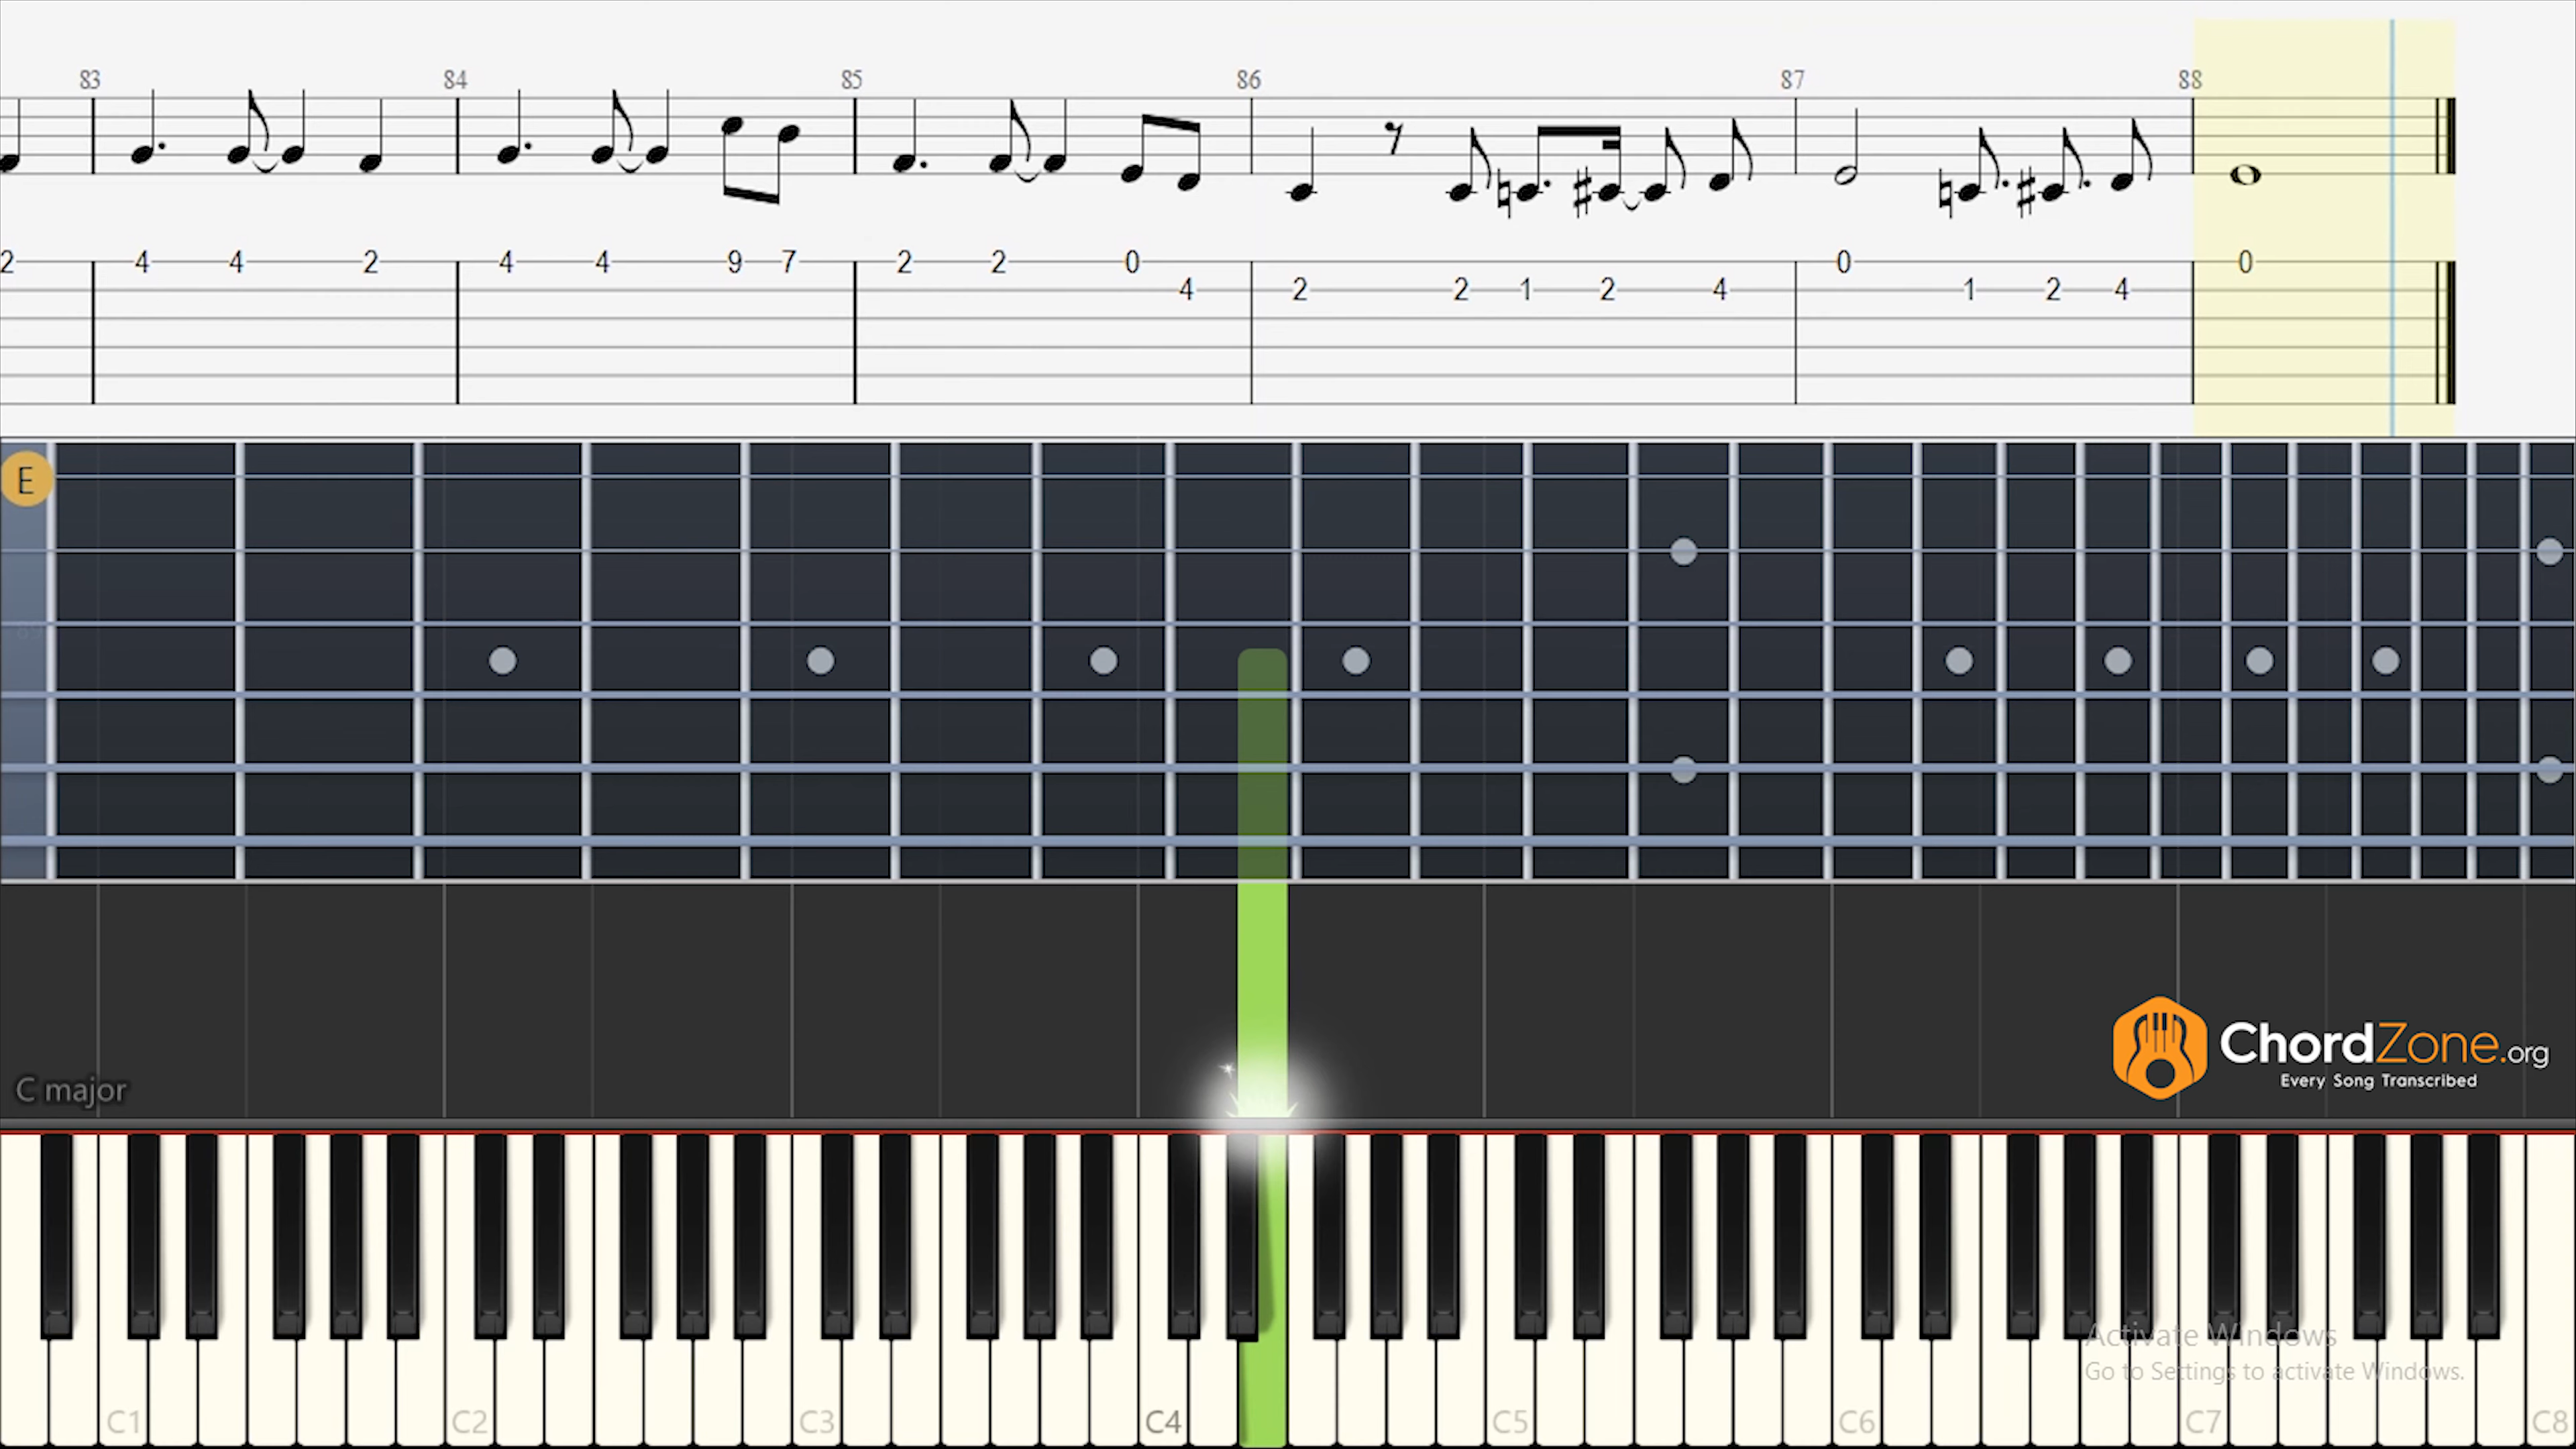 83 84 85 86 87 88
2 4 4 2 4 4 9 7 2 2 0 0 0
4 2 2 1 2 4 1 2 4
E
ChordZone.org
Every Song Transcribed
C major
Activate Windows
Go to Settings to activate Windows.
C1 C2 C3 C4 C5 C6 C7 C8